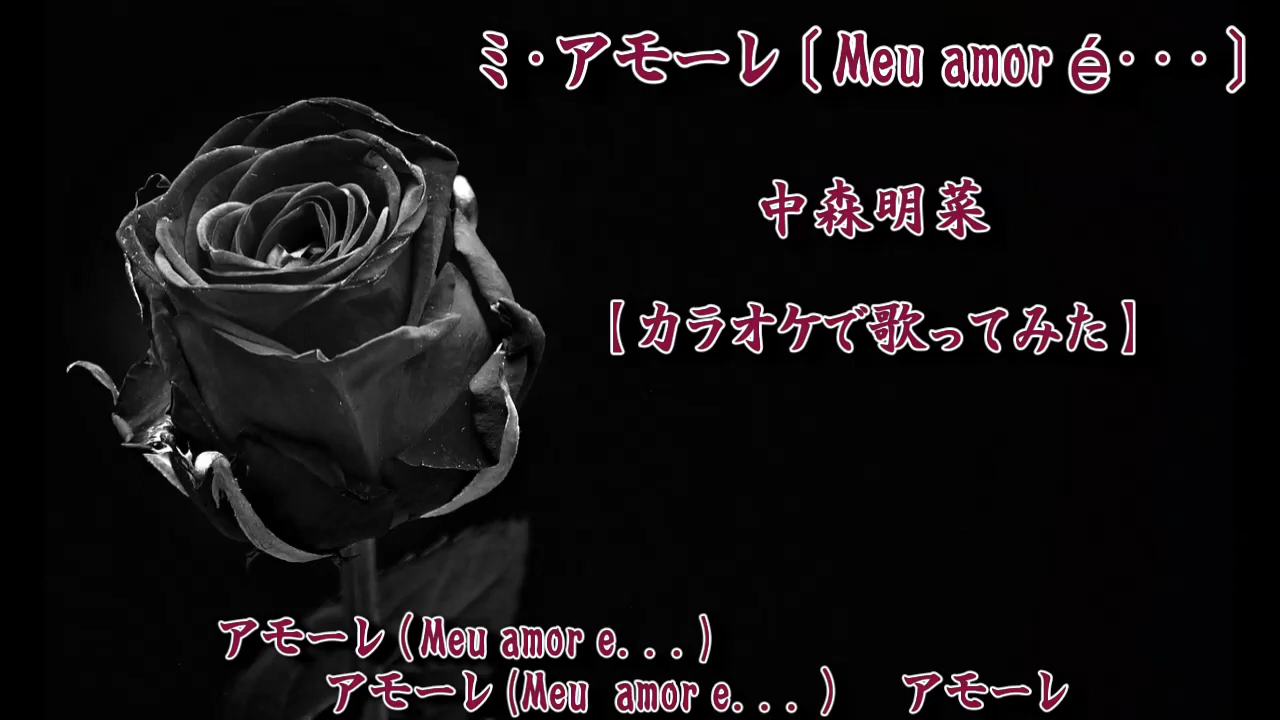 ミ・アモーレ〔Meu amor é・・・〕
中森明菜
【カラオケで歌ってみた】
アモーレ(Meu amor e...)
アモーレ(Meu amor e...) アモーレ